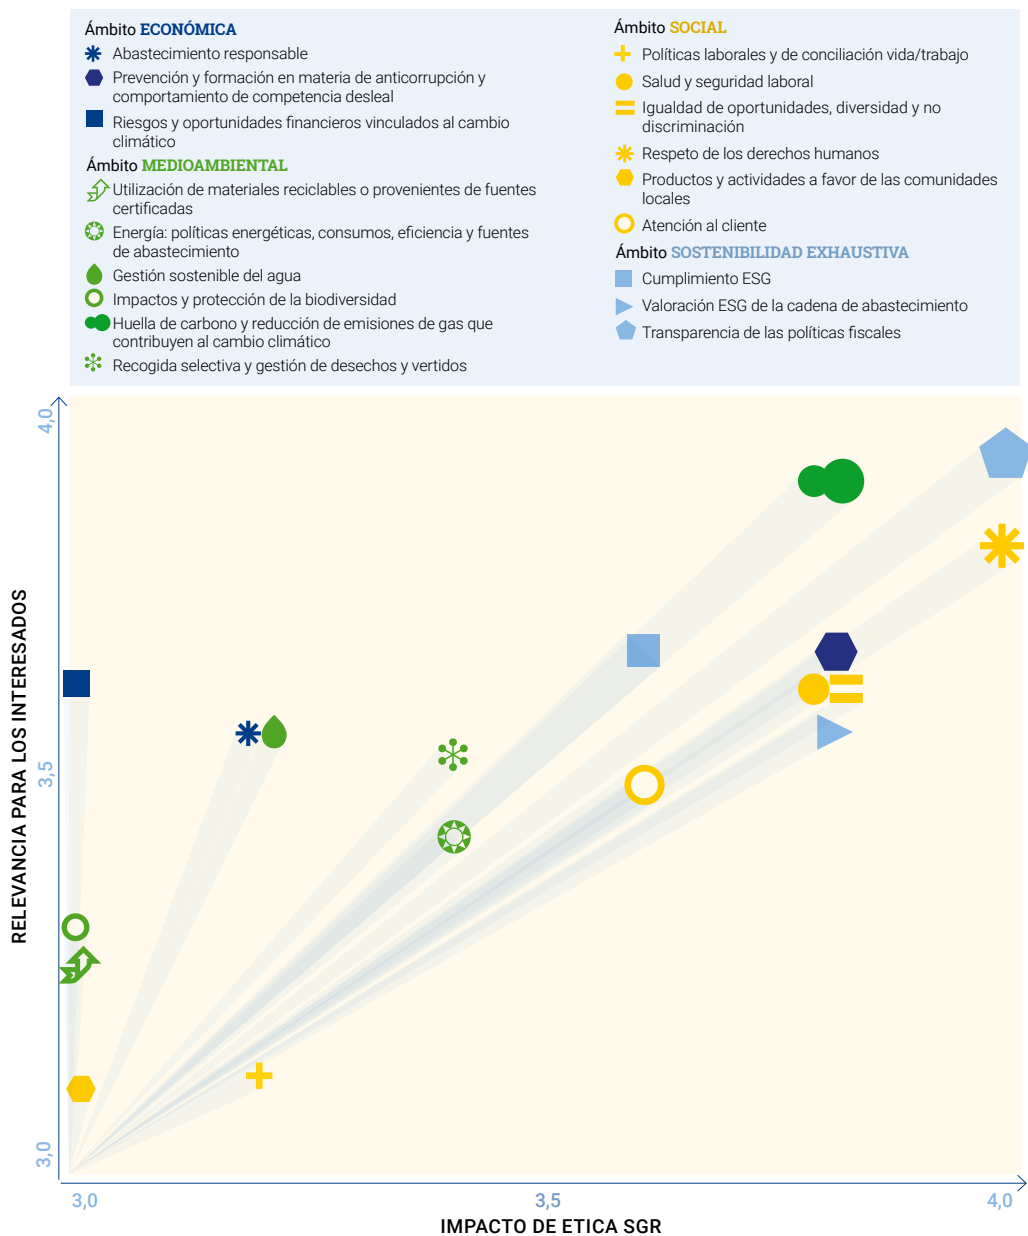 Ámbito ECONÓMICA
Abastecimiento responsable
Prevención y formación en materia de anticorrupción y
comportamiento de competencia desleal
Riesgos y oportunidades financieros vinculados al cambio
climático
Ámbito MEDIOAMBIENTAL
Utilización de materiales reciclables o provenientes de fuentes
certificadas
Energía: políticas energéticas, consumos, eficiencia y fuentes
de abastecimiento
Gestión sostenible del agua
Impactos y protección de la biodiversidad
Huella de carbono y reducción de emisiones de gas que
contribuyen al cambio climático
Recogida selectiva y gestión de desechos y vertidos
Ámbito SOCIAL
Políticas laborales y de conciliación vida/trabajo
Salud y seguridad laboral
Igualdad de oportunidades, diversidad y no
discriminación
Respeto de los derechos humanos
Productos y actividades a favor de las comunidades
locales
Atención al cliente
Ámbito SOSTENIBILIDAD EXHAUSTIVA
Cumplimiento ESG
Valoración ESG de la cadena de abastecimiento
Transparencia de las políticas fiscales
4,0
3,5
3,0
RELEVANCIA PARA LOS INTERESADOS
3,0
3,5
4,0
IMPACTO DE ETICA SGR